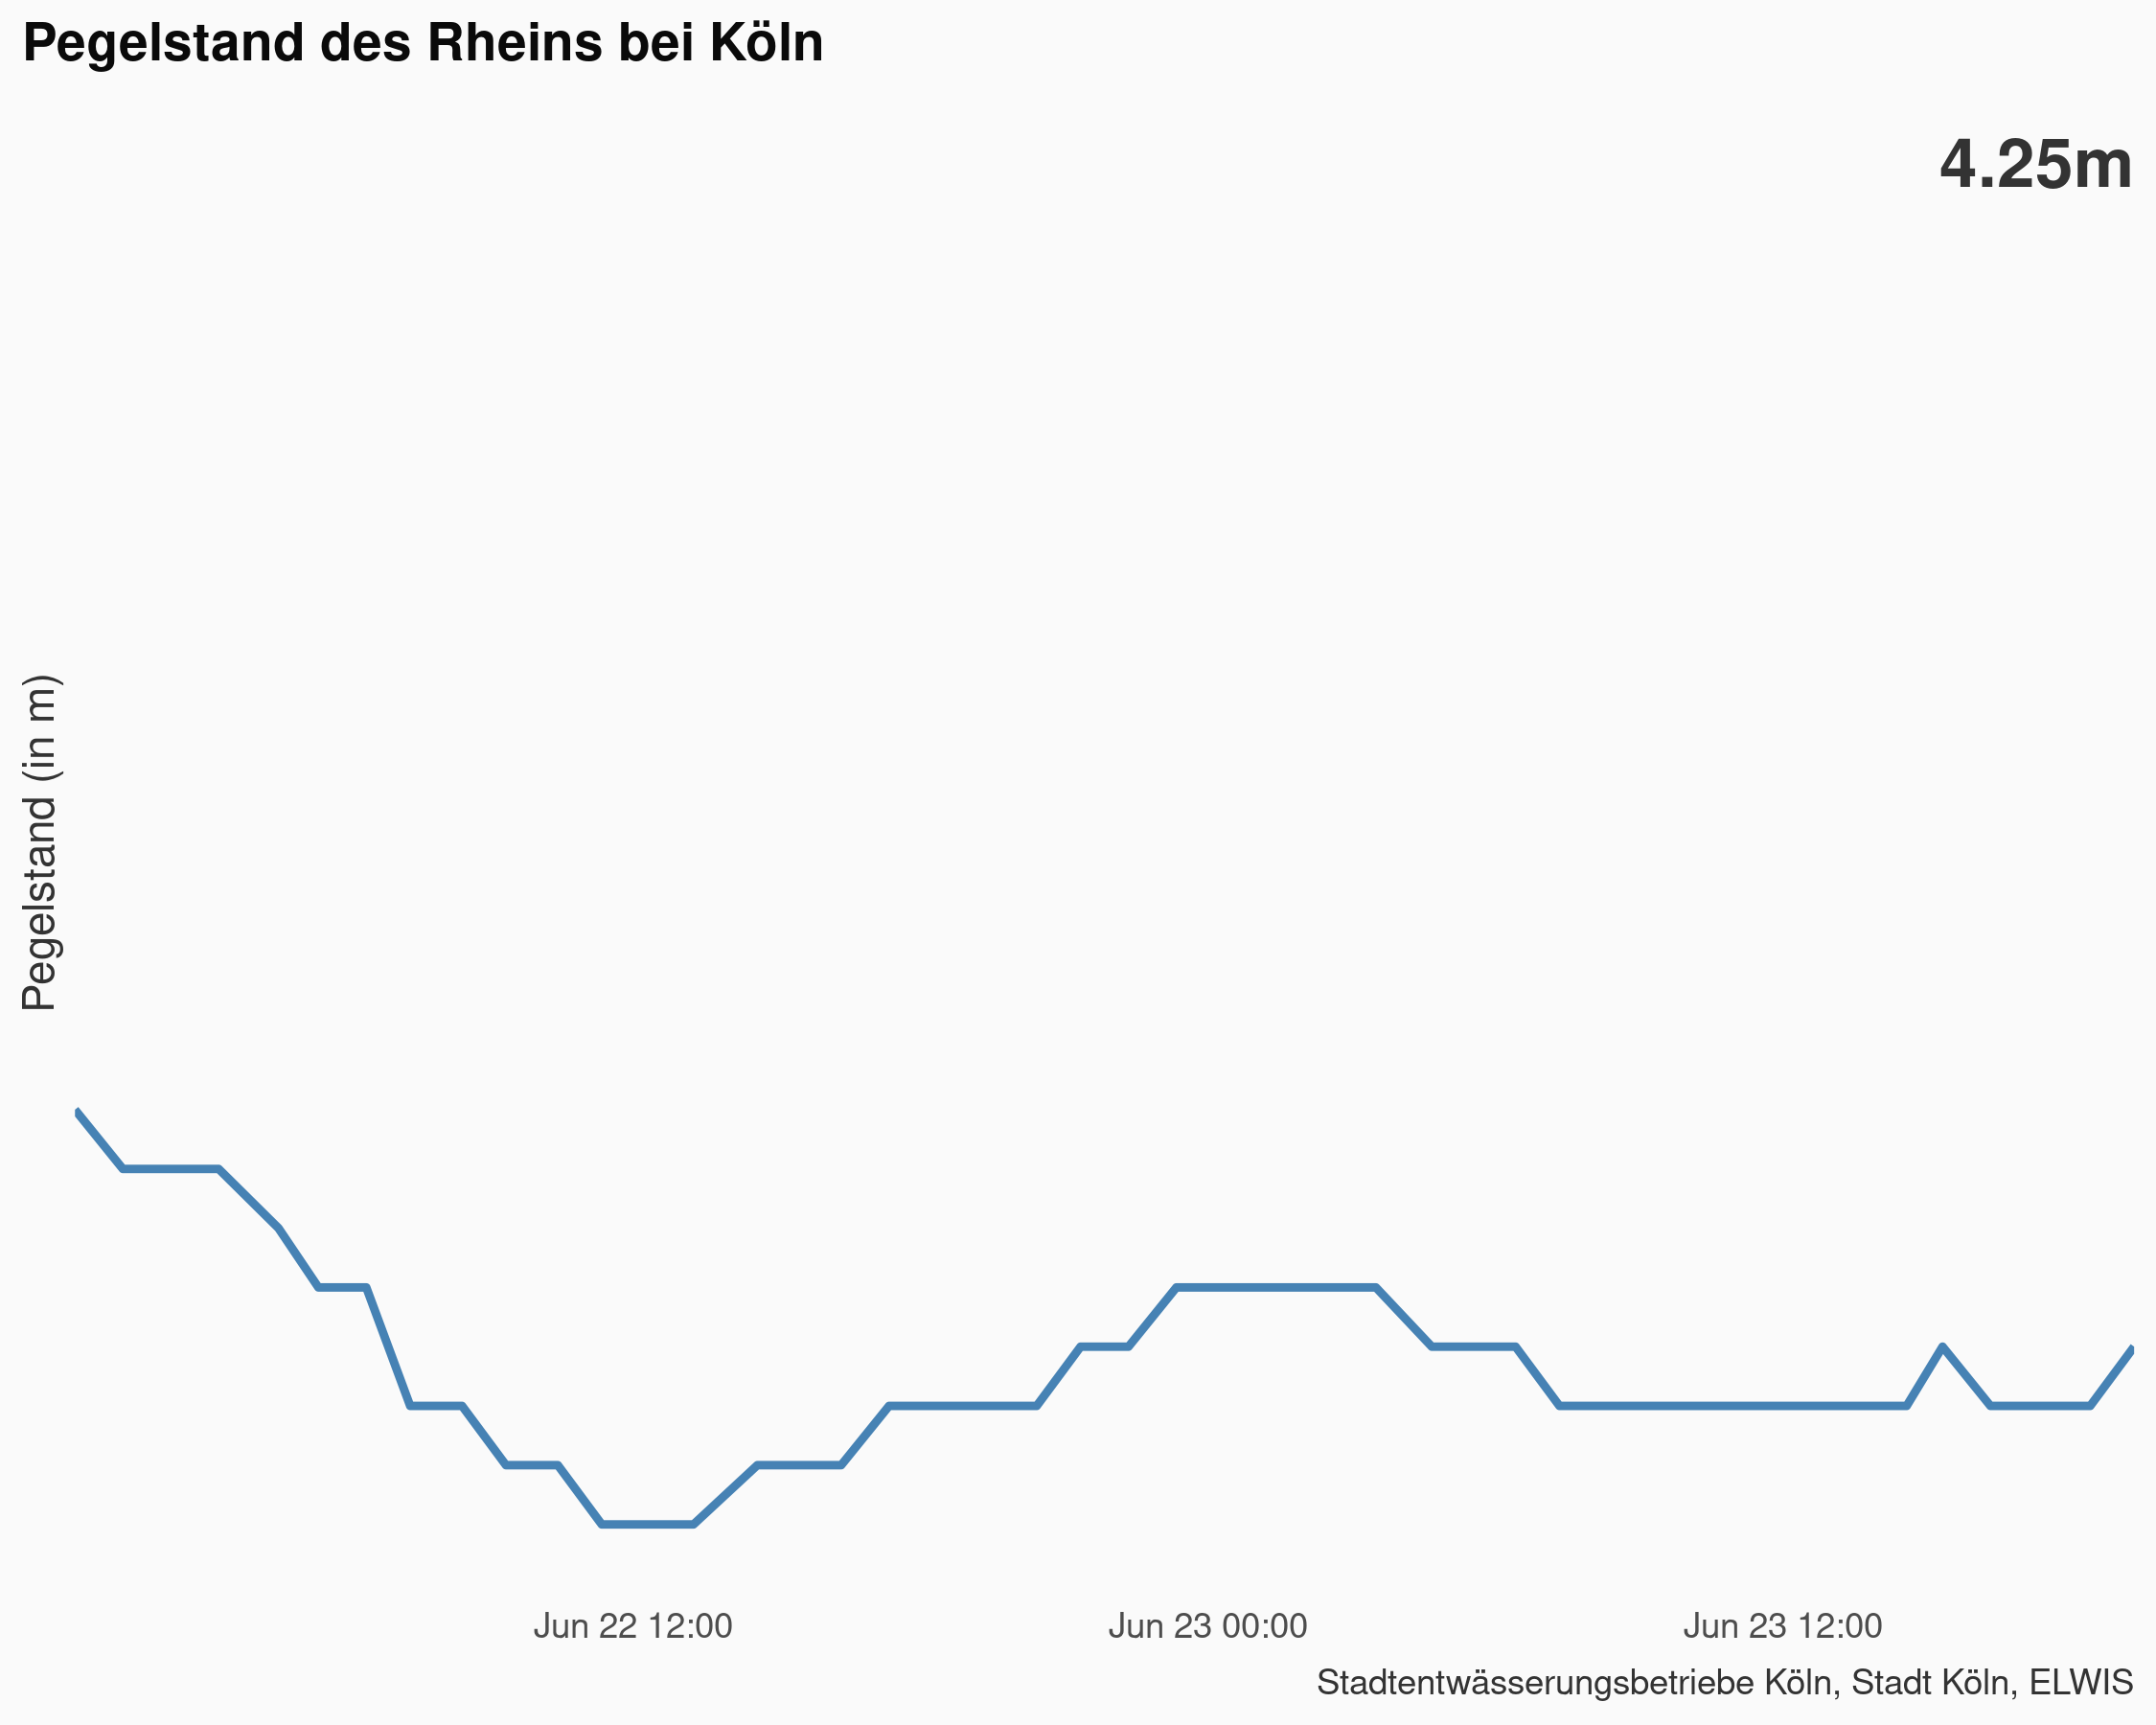 Pegelstand des Rheins bei Köln
4.25m
Pegelstand (in m)
Jun 22 12:00
Jun 23 00:00
Jun 23 12:00
Stadtentwässerungsbetriebe Köln, Stadt Köln, ELWIS